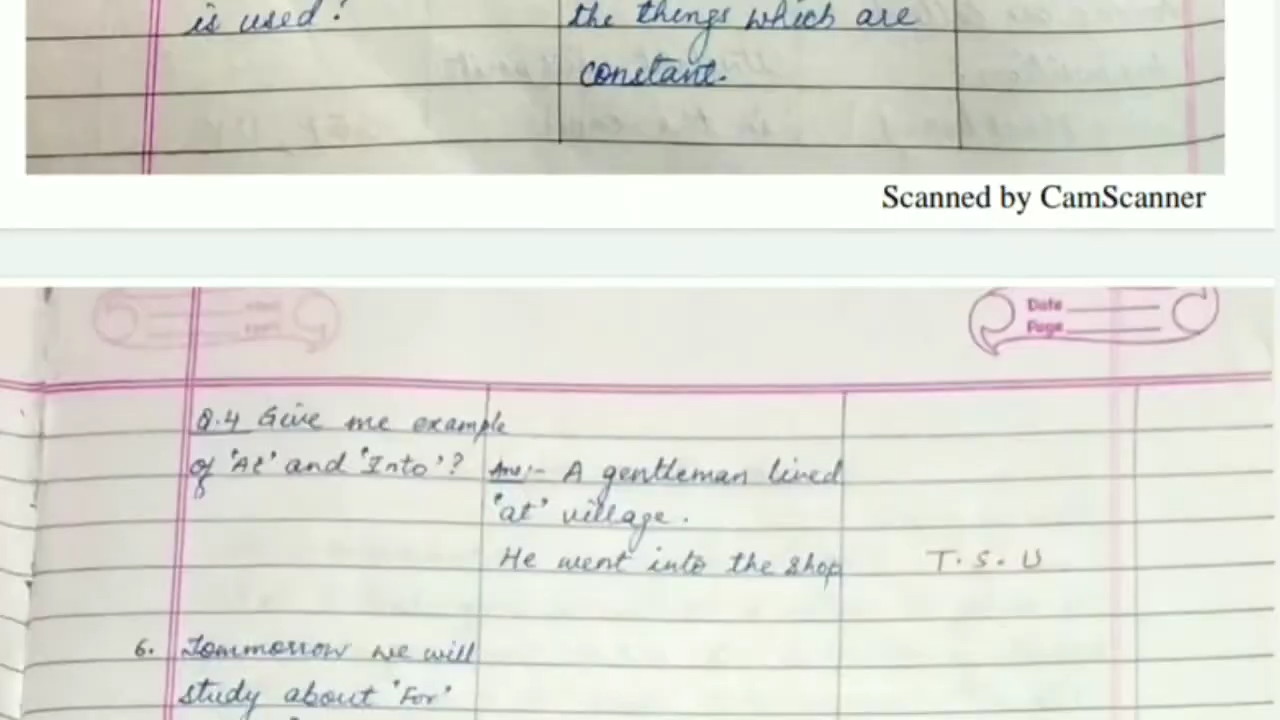 is used?
the things which are
constant.
Scanned by CamScanner
Date
Page
Q.4 Give me example
of 'At' and 'Into'?
Ans:- A gentleman lived
'at' village.
He went into the shop
T.S.U
6. Tommorrow we will
study about 'For'